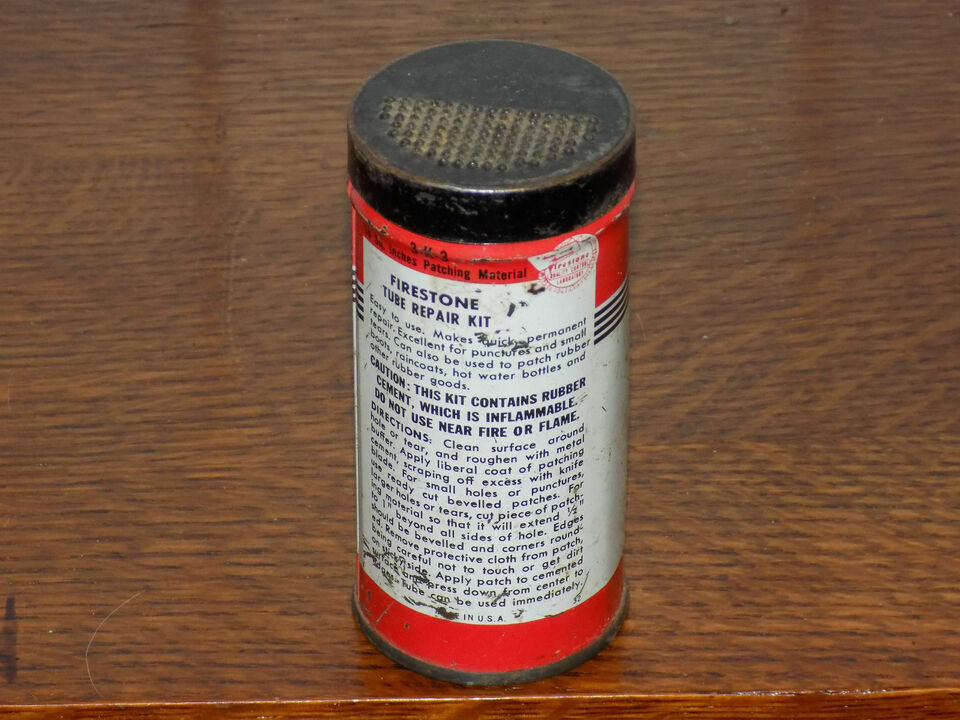 3-K-3
Inches Patching Material
Firestone
QUALITY CONTROL
LABORATORY
FIRESTONE
TUBE REPAIR KIT
Easy to use. Makes quick, permanent
repair. Excellent for punctures and small
tears. Can also be used to patch rubber
boots, raincoats, hot water bottles and
other rubber goods.
CAUTION: THIS KIT CONTAINS RUBBER
CEMENT, WHICH IS INFLAMMABLE.
DO NOT USE NEAR FIRE OR FLAME.
DIRECTIONS: Clean surface around
hole or tear, and roughen with metal
buffer. Apply liberal coat of patching
cement, scraping off excess with knife
blade. For small holes or punctures,
use ready cut bevelled patches. For
larger holes or tears, cut piece of patch-
ing material so that it will extend ½"
to 1" beyond all sides of hole. Edges
should be bevelled and corners round-
ed. Remove protective cloth from patch,
being careful not to touch or get dirt
on sticky side. Apply patch to cemented
surface and press down from center to
edges. Tube can be used immediately.
32
IN U.S.A.